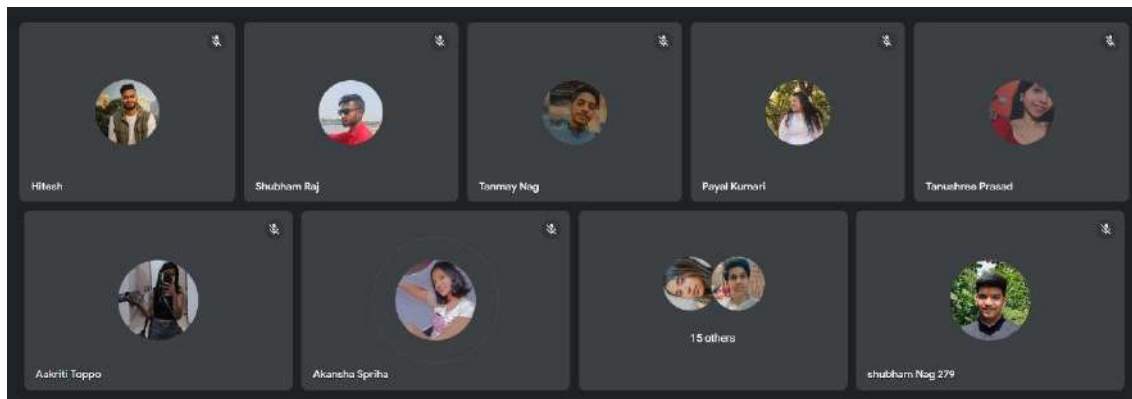 Hitesh
Shubham Raj
Tanmay Nag
Payal Kumari
Tanushree Prasad
Aakriti Toppo
Akansha Spriha
15 others
shubham Nag 279